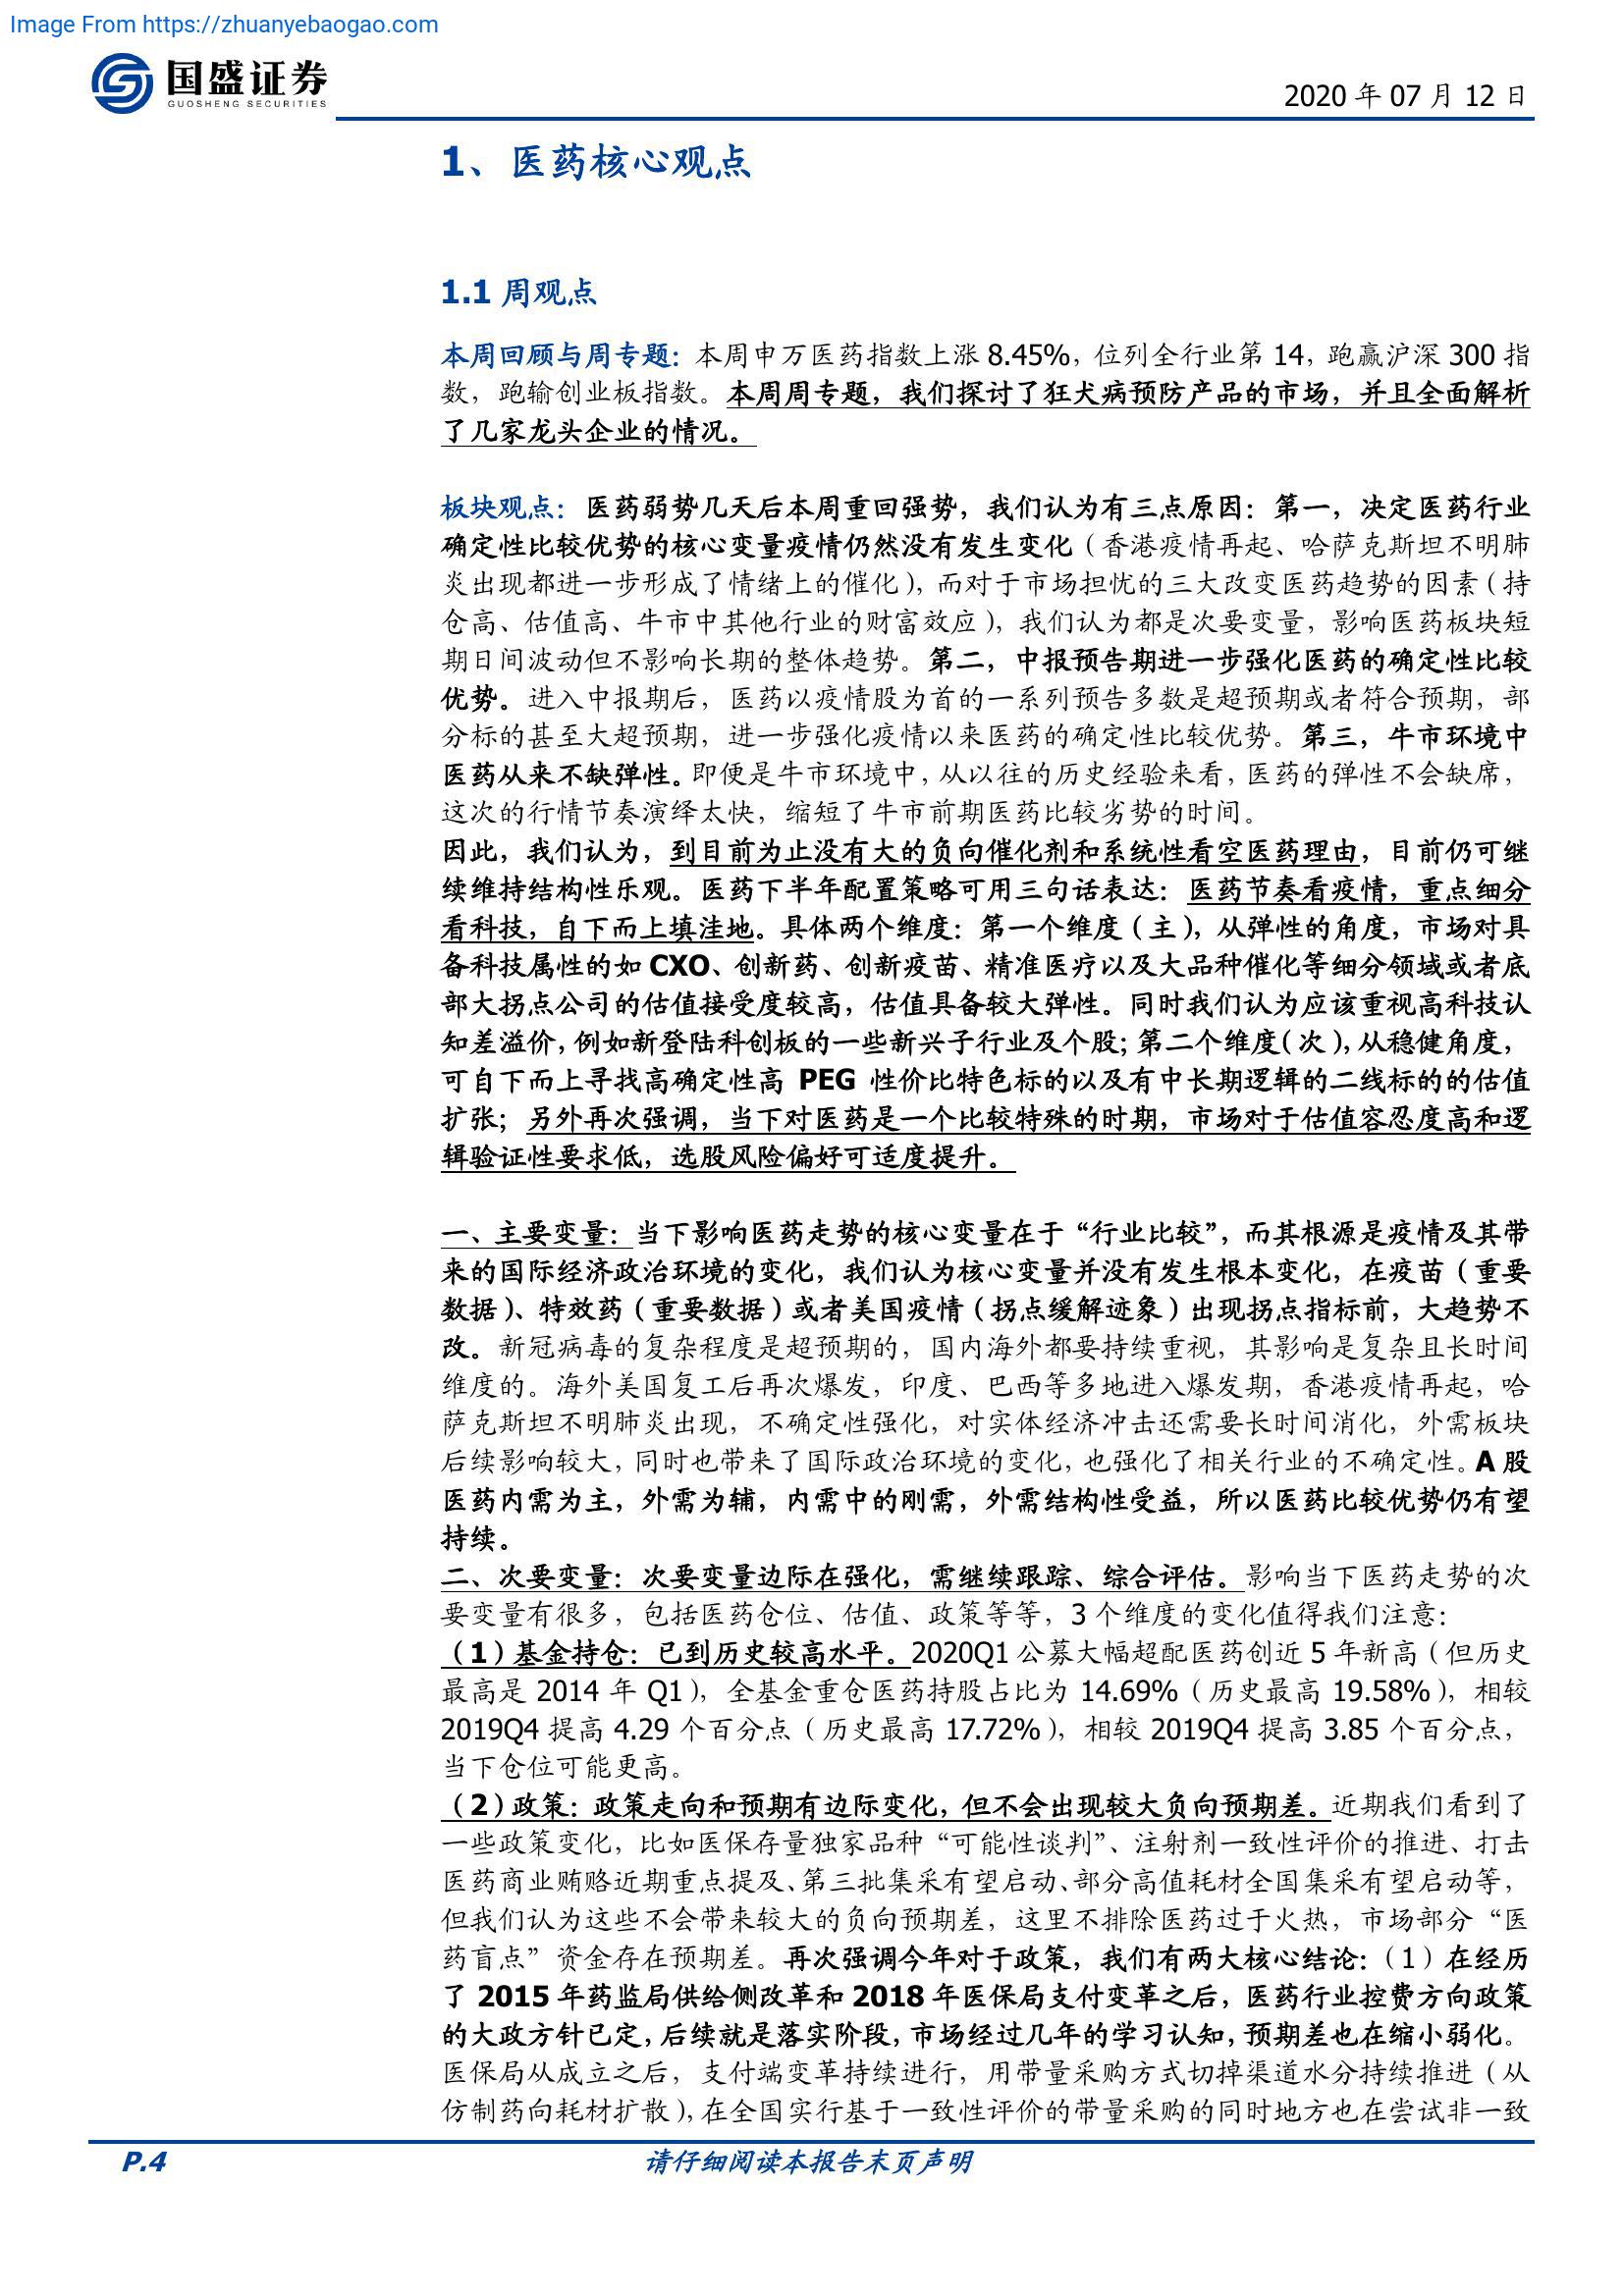 Image From https://zhuanyebaogao.com
国盛证券
GUOSHENG SECURITIES
2020 年 07 月 12 日
1、医药核心观点
1.1 周观点
本周回顾与周专题：本周申万医药指数上涨 8.45%，位列全行业第 14，跑赢沪深 300 指
数，跑输创业板指数。本周周专题，我们探讨了狂犬病预防产品的市场，并且全面解析
了几家龙头企业的情况。
板块观点：医药弱势几天后本周重回强势，我们认为有三点原因：第一，决定医药行业
确定性比较优势的核心变量疫情仍然没有发生变化（香港疫情再起、哈萨克斯坦不明肺
炎出现都进一步形成了情绪上的催化），而对于市场担忧的三大改变医药趋势的因素（持
仓高、估值高、牛市中其他行业的财富效应），我们认为都是次要变量，影响医药板块短
期日间波动但不影响长期的整体趋势。第二，中报预告期进一步强化医药的确定性比较
优势。进入中报期后，医药以疫情股为首的一系列预告多数是超预期或者符合预期，部
分标的甚至大超预期，进一步强化疫情以来医药的确定性比较优势。第三，牛市环境中
医药从来不缺弹性。即便是牛市环境中，从以往的历史经验来看，医药的弹性不会缺席，
这次的行情节奏演绎太快，缩短了牛市前期医药比较劣势的时间。
因此，我们认为，到目前为止没有大的负向催化剂和系统性看空医药理由，目前仍可继
续维持结构性乐观。医药下半年配置策略可用三句话表达：医药节奏看疫情，重点细分
看科技，自下而上填洼地。具体两个维度：第一个维度（主），从弹性的角度，市场对具
备科技属性的如 CXO、创新药、创新疫苗、精准医疗以及大品种催化等细分领域或者底
部大拐点公司的估值接受度较高，估值具备较大弹性。同时我们认为应该重视高科技认
知差溢价，例如新登陆科创板的一些新兴子行业及个股；第二个维度（次），从稳健角度，
可自下而上寻找高确定性高 PEG 性价比特色标的以及有中长期逻辑的二线标的的估值
扩张；另外再次强调，当下对医药是一个比较特殊的时期，市场对于估值容忍度高和逻
辑验证性要求低，选股风险偏好可适度提升。
一、主要变量：当下影响医药走势的核心变量在于“行业比较”，而其根源是疫情及其带
来的国际经济政治环境的变化，我们认为核心变量并没有发生根本变化，在疫苗（重要
数据）、特效药（重要数据）或者美国疫情（拐点缓解迹象）出现拐点指标前，大趋势不
改。新冠病毒的复杂程度是超预期的，国内海外都要持续重视，其影响是复杂且长时间
维度的。海外美国复工后再次爆发，印度、巴西等多地进入爆发期，香港疫情再起，哈
萨克斯坦不明肺炎出现，不确定性强化，对实体经济冲击还需要长时间消化，外需板块
后续影响较大，同时也带来了国际政治环境的变化，也强化了相关行业的不确定性。A 股
医药内需为主，外需为辅，内需中的刚需，外需结构性受益，所以医药比较优势仍有望
持续。
二、次要变量：次要变量边际在强化，需继续跟踪、综合评估。影响当下医药走势的次
要变量有很多，包括医药仓位、估值、政策等等，3 个维度的变化值得我们注意：
（1）基金持仓：已到历史较高水平。2020Q1 公募大幅超配医药创近 5 年新高（但历史
最高是 2014 年 Q1），全基金重仓医药持股占比为 14.69%（历史最高 19.58%），相较
2019Q4 提高 4.29 个百分点（历史最高 17.72%），相较 2019Q4 提高 3.85 个百分点，
当下仓位可能更高。
（2）政策：政策走向和预期有边际变化，但不会出现较大负向预期差。近期我们看到了
一些政策变化，比如医保存量独家品种“可能性谈判”、注射剂一致性评价的推进、打击
医药商业贿赂近期重点提及、第三批集采有望启动、部分高值耗材全国集采有望启动等，
但我们认为这些不会带来较大的负向预期差，这里不排除医药过于火热，市场部分“医
药盲点”资金存在预期差。再次强调今年对于政策，我们有两大核心结论：（1）在经历
了 2015 年药监局供给侧改革和 2018 年医保局支付变革之后，医药行业控费方向政策
的大政方针已定，后续就是落实阶段，市场经过几年的学习认知，预期差也在缩小弱化。
医保局从成立之后，支付端变革持续进行，用带量采购方式切掉渠道水分持续推进（从
仿制药向耗材扩散），在全国实行基于一致性评价的带量采购的同时地方也在尝试非一致
P.4
请仔细阅读本报告末页声明